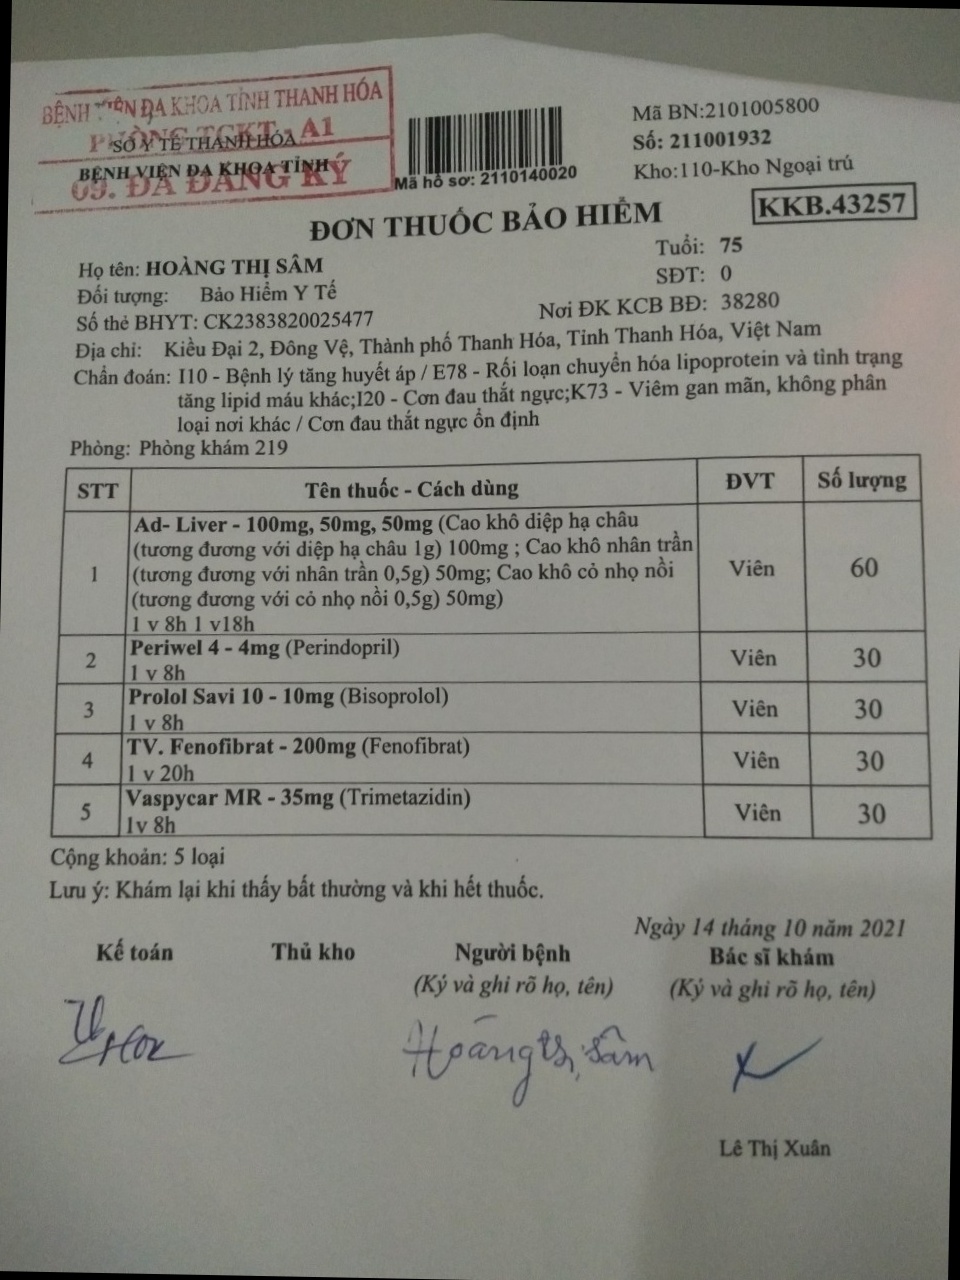 BỆNH VIỆN ĐA KHOA TỈNH THANH HÓA
PHÒNG TCKT - A1
SỞ Y TẾ THANH HÓA
BỆNH VIỆN ĐA KHOA TỈNH
09. ĐÃ ĐĂNG KÝ
Mã hồ sơ: 2110140020
Mã BN:2101005800
Số: 211001932
Kho:110-Kho Ngoại trú
KKB.43257
ĐƠN THUỐC BẢO HIỂM
Họ tên: HOÀNG THỊ SÂM
Tuổi: 75
Đối tượng: Bảo Hiểm Y Tế
SĐT: 0
Số thẻ BHYT: CK2383820025477
Nơi ĐK KCB BĐ: 38280
Địa chỉ: Kiều Đại 2, Đông Vệ, Thành phố Thanh Hóa, Tỉnh Thanh Hóa, Việt Nam
Chẩn đoán: I10 - Bệnh lý tăng huyết áp / E78 - Rối loạn chuyển hóa lipoprotein và tình trạng
tăng lipid máu khác;I20 - Cơn đau thắt ngực;K73 - Viêm gan mãn, không phân
loại nơi khác / Cơn đau thắt ngực ổn định
Phòng: Phòng khám 219
STT Tên thuốc - Cách dùng ĐVT Số lượng
1 Ad- Liver - 100mg, 50mg, 50mg (Cao khô diệp hạ châu
(tương đương với diệp hạ châu 1g) 100mg ; Cao khô nhân trần
(tương đương với nhân trần 0,5g) 50mg; Cao khô cỏ nhọ nồi
(tương đương với cỏ nhọ nồi 0,5g) 50mg)
1 v 8h 1 v18h
Viên 60
2 Periwel 4 - 4mg (Perindopril)
1 v 8h
Viên 30
3 Prolol Savi 10 - 10mg (Bisoprolol)
1 v 8h
Viên 30
4 TV. Fenofibrat - 200mg (Fenofibrat)
1 v 20h
Viên 30
5 Vaspycar MR - 35mg (Trimetazidin)
1v 8h
Viên 30
Cộng khoản: 5 loại
Lưu ý: Khám lại khi thấy bất thường và khi hết thuốc.
Ngày 14 tháng 10 năm 2021
Kế toán Thủ kho Người bệnh Bác sĩ khám
(Ký và ghi rõ họ, tên) (Ký và ghi rõ họ, tên)
Hoàng thị Sâm
Lê Thị Xuân